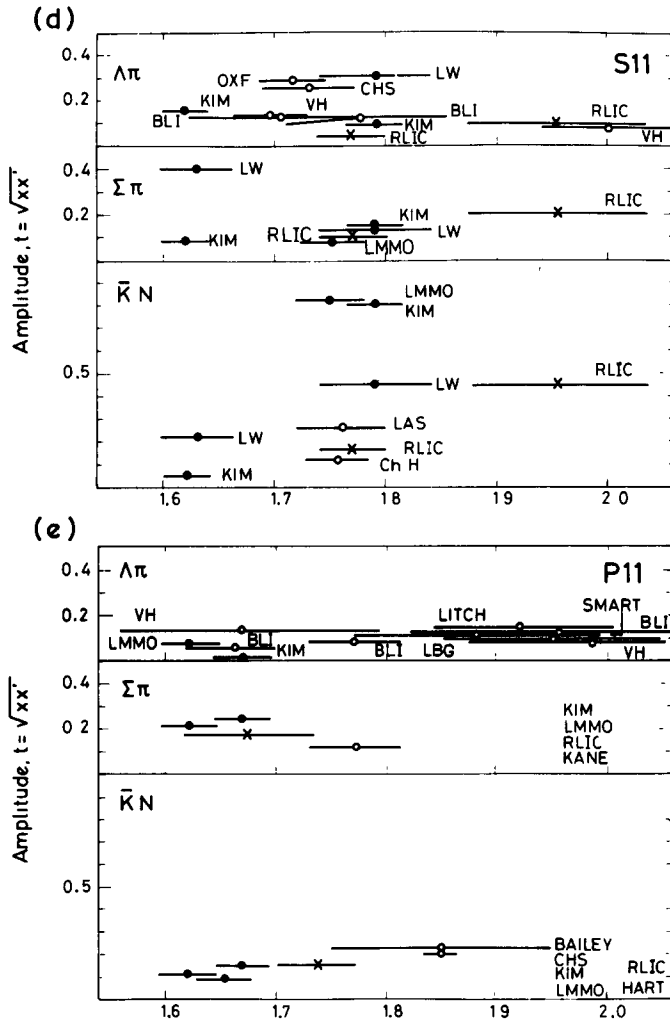 (d)
0.4
Λπ
S11
OXF
LW
CHS
KIM
VH
BLI
BLI
RLIC
0.2
KIM
RLIC
VH
0.4
Σπ
LW
RLIC
KIM
0.2
RLIC
LW
KIM
LMMO
K̄ N
LMMO
KIM
0.5
LW
RLIC
LAS
LW
RLIC
Ch H
KIM
Amplitude, t = √xx'
1.6 1.7 1.8 1.9 2.0
(e)
0.4
Λπ
P11
SMART
0.2
VH
LITCH
BLI
LMMO
BLI
KIM
BLI
LBG
VH
Σπ
0.4
KIM
0.2
LMMO
RLIC
KANE
K̄ N
0.5
BAILEY
CHS
KIM
RLIC
LMMO
HART
Amplitude, t = √xx'
1.6 1.7 1.8 1.9 2.0